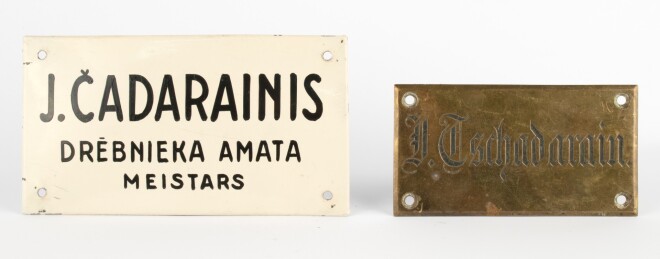 J. ČADARAINIS
DRĒBNIEKA AMATA
MEISTARS
J. Tschadarain.